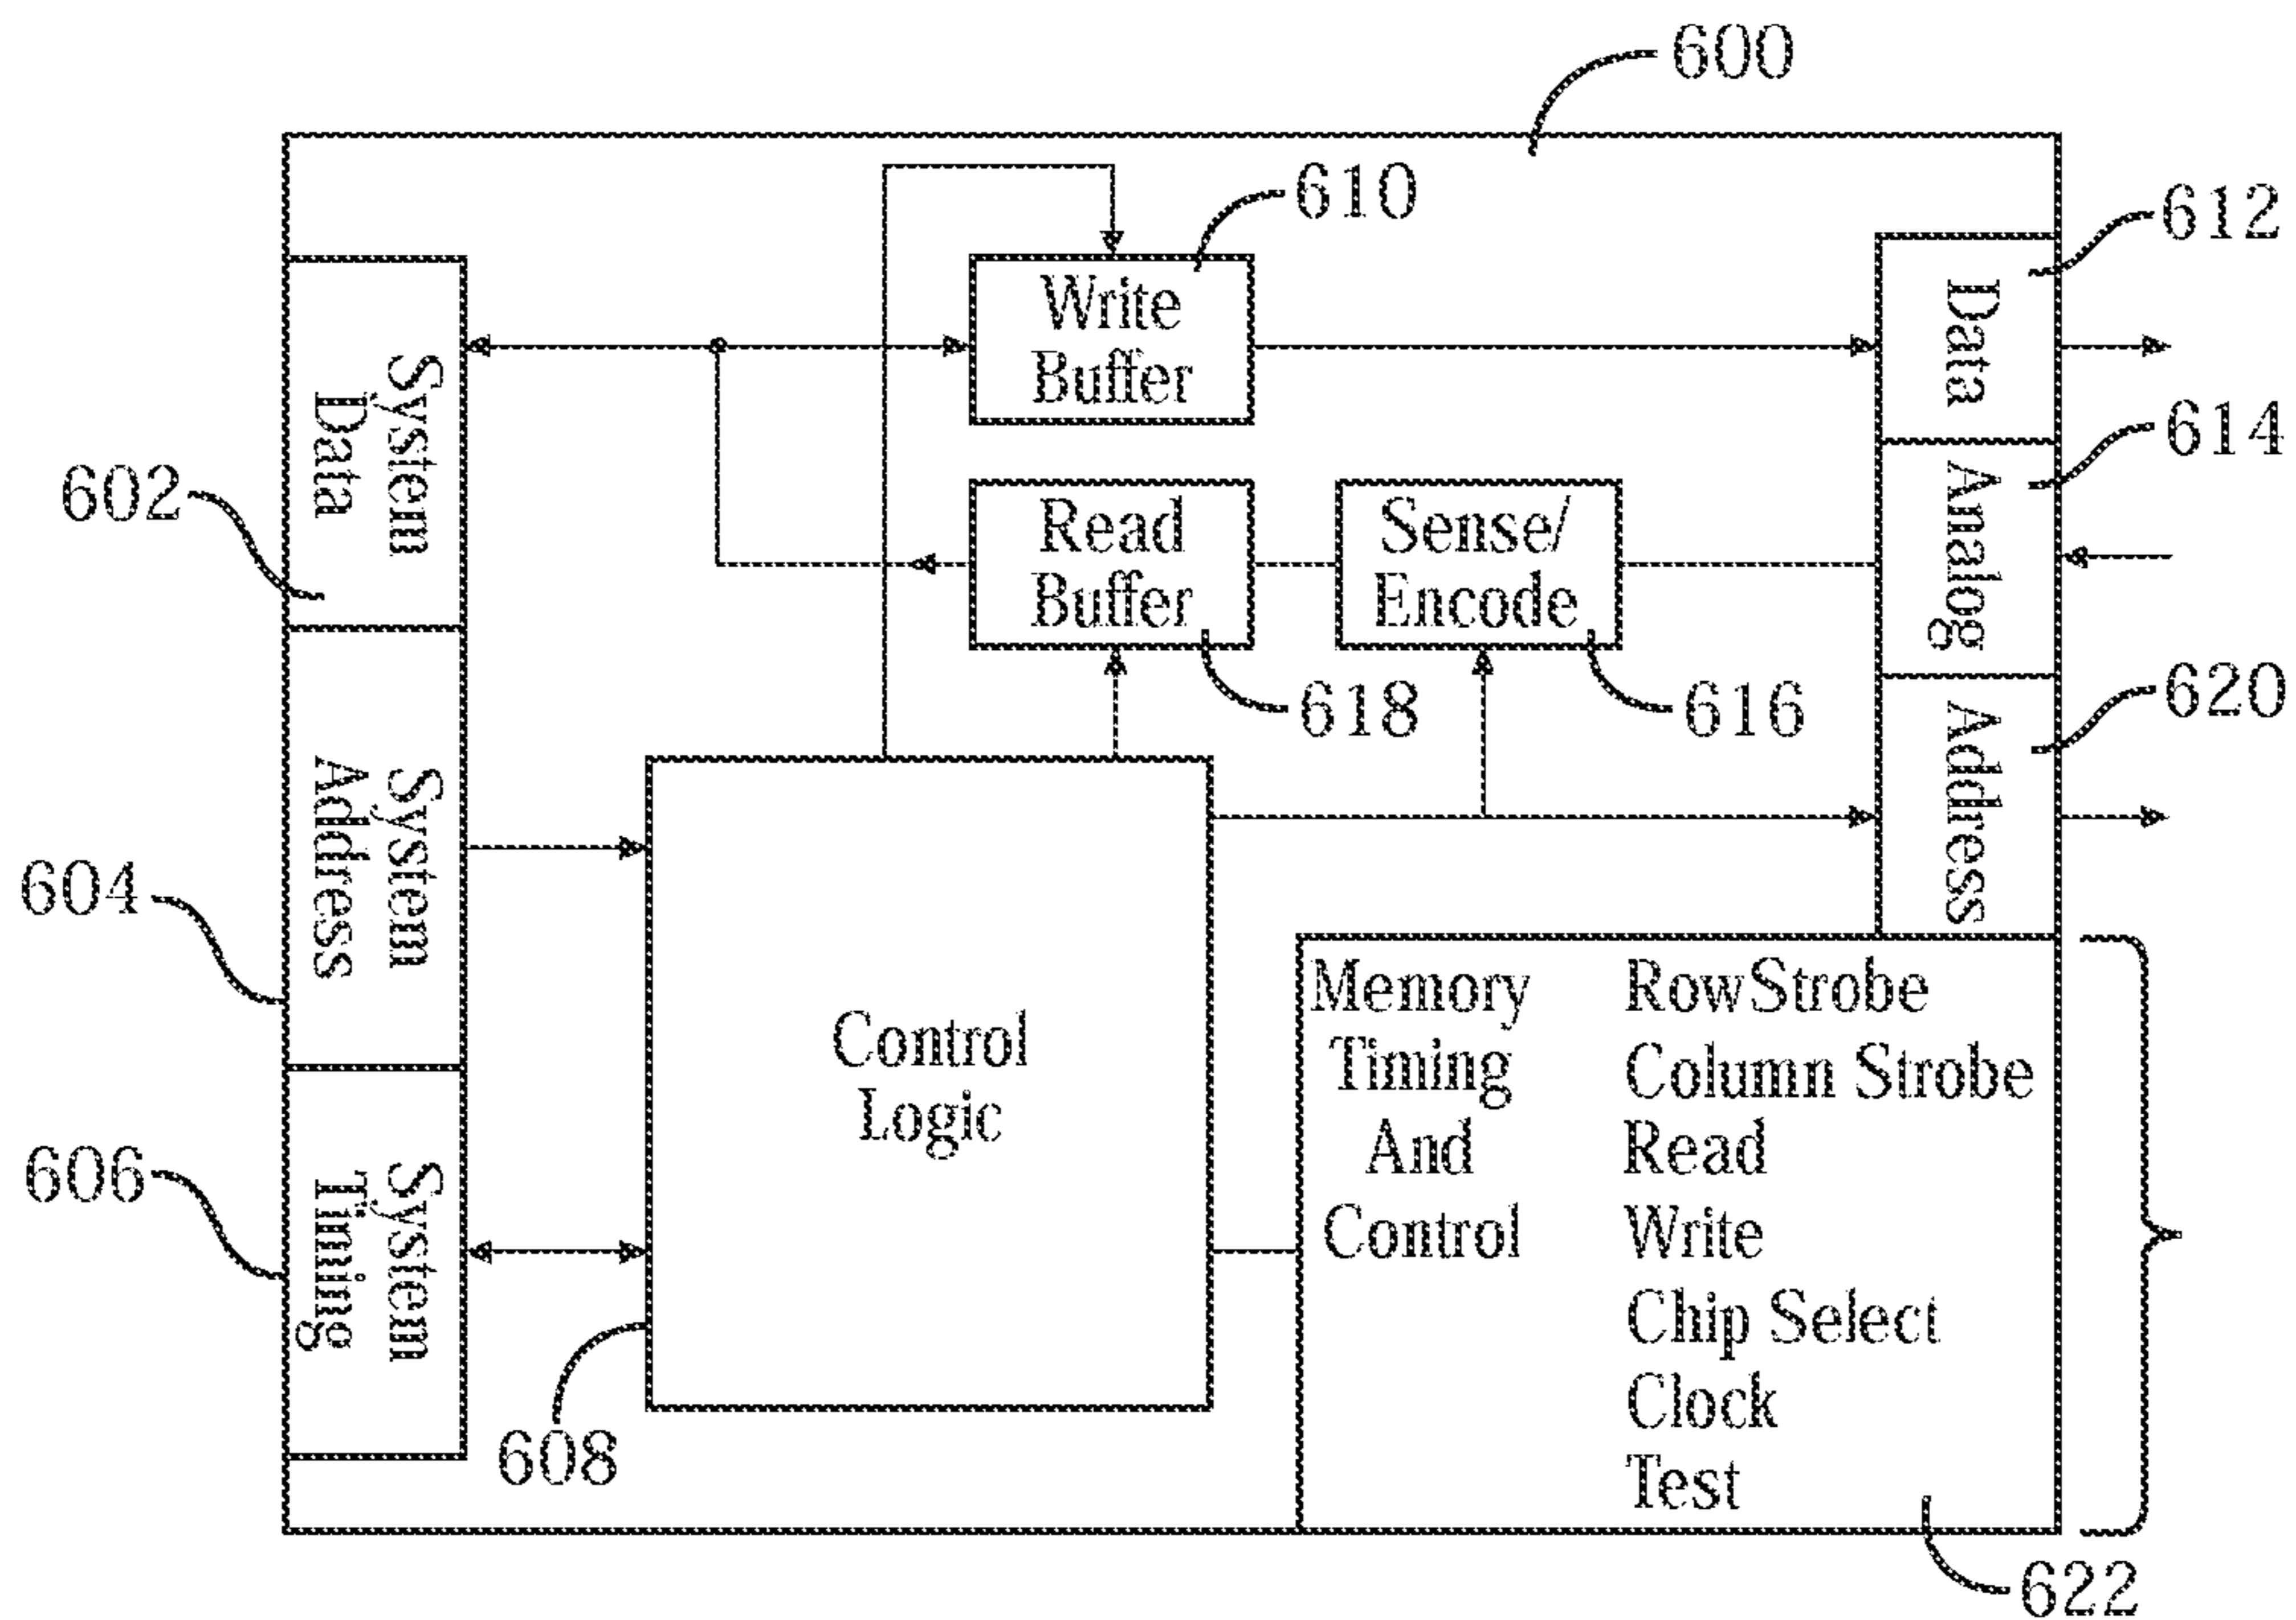 600
610
612
Write
Buffer
Data
System
Data
614
602
Read
Buffer
Sense/
Encode
Analog
618
616
620
System
Address
Address
604
Control
Logic
Memory
Timing
And
Control
RowStrobe
Column Strobe
Read
Write
Chip Select
Clock
Test
606
System
Timing
608
622